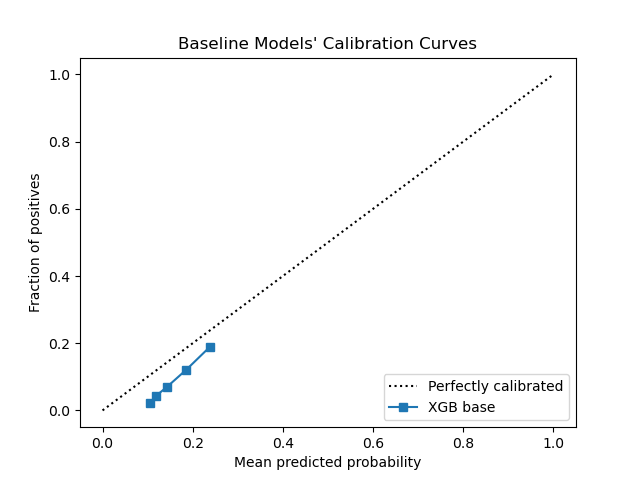 Baseline Models' Calibration Curves
1.0
0.8
0.6
0.4
0.2
0.0
Fraction of positives
Perfectly calibrated
XGB base
0.0 0.2 0.4 0.6 0.8 1.0
Mean predicted probability